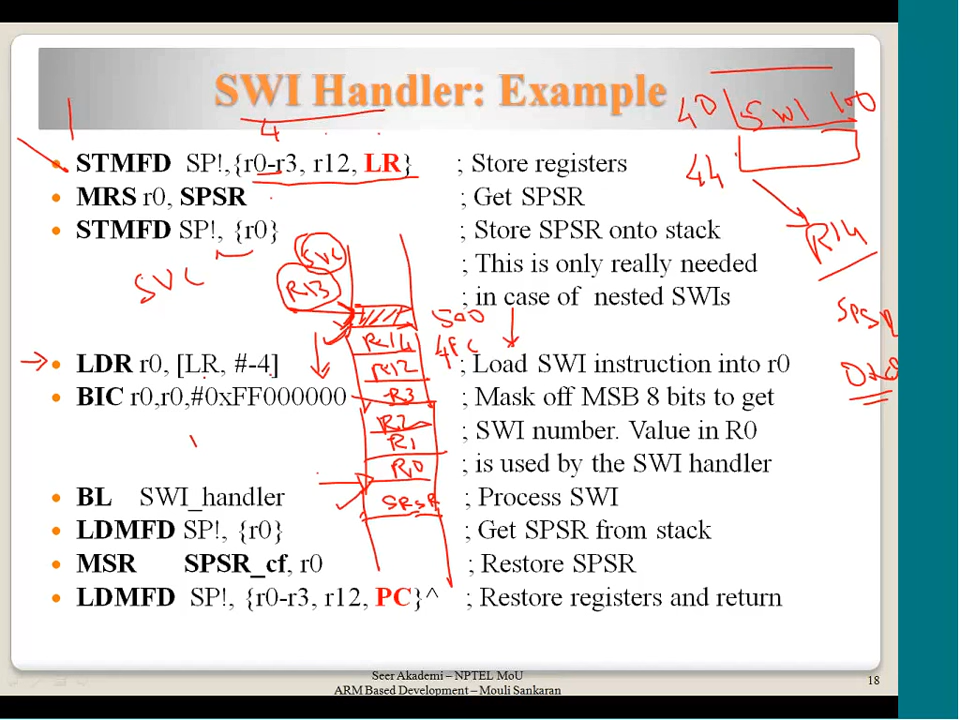 SWI Handler: Example
40 SWI 100
1
4
• STMFD SP!,{r0-r3, r12, LR} ; Store registers
44
• MRS r0, SPSR ; Get SPSR
R14
• STMFD SP!, {r0} ; Store SPSR onto stack
SVC
; This is only really needed
SVC
R13
; in case of nested SWIs
500
SPSR
R14
4FC
• LDR r0, [LR, #-4] ; Load SWI instruction into r0
R12
• BIC r0,r0,#0xFF000000 ; Mask off MSB 8 bits to get
R3
R2
; SWI number. Value in R0
R1
; is used by the SWI handler
R0
• BL SWI_handler ; Process SWI
SPSR
• LDMFD SP!, {r0} ; Get SPSR from stack
• MSR SPSR_cf, r0 ; Restore SPSR
• LDMFD SP!, {r0-r3, r12, PC}^ ; Restore registers and return
Seer Akademi – NPTEL MoU
ARM Based Development – Mouli Sankaran
18